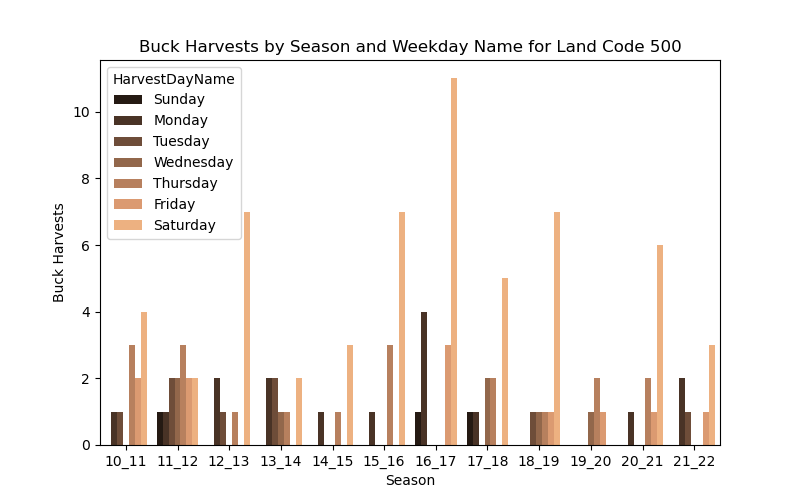 Buck Harvests by Season and Weekday Name for Land Code 500
HarvestDayName
Sunday
Monday
Tuesday
Wednesday
Thursday
Friday
Saturday
10
8
6
4
2
0
Buck Harvests
10_11 11_12 12_13 13_14 14_15 15_16 16_17 17_18 18_19 19_20 20_21 21_22
Season